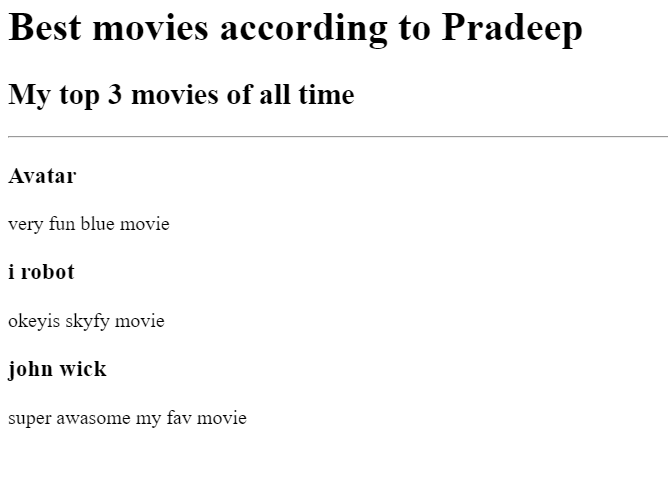 Best movies according to Pradeep
My top 3 movies of all time
Avatar
very fun blue movie
i robot
okeyis skyfy movie
john wick
super awasome my fav movie